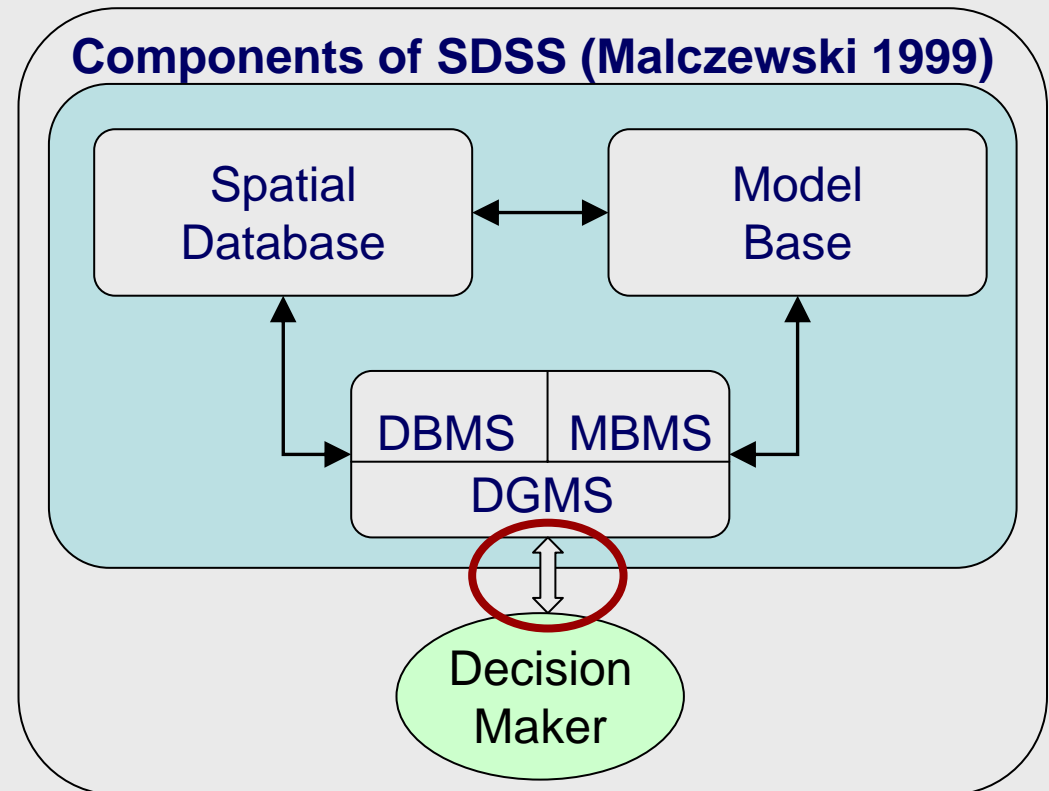 Components of SDSS (Malczewski 1999)
Spatial
Database
Model
Base
DBMS
MBMS
DGMS
Decision
Maker